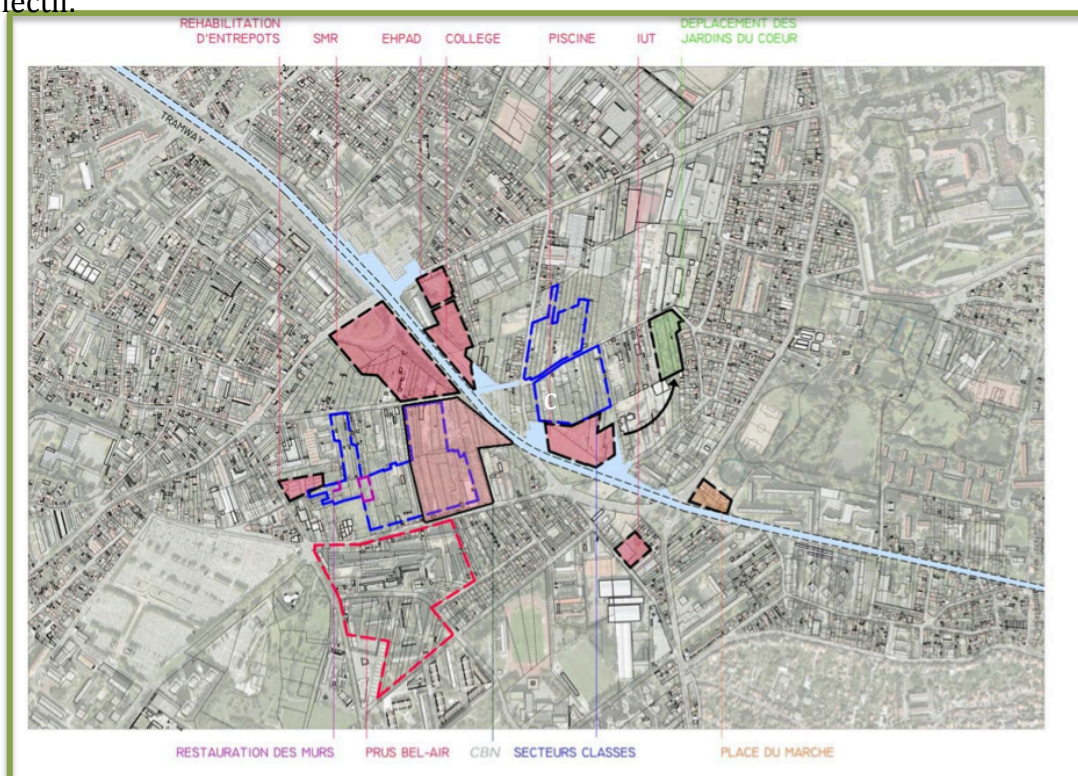 lectif.
REHABILITATION
D'ENTREPOTS
SMR
EHPAD
COLLEGE
PISCINE
IUT
DEPLACEMENT DES
JARDINS DU COEUR
TRAMWAY
C
RESTAURATION DES MURS
PRUS BEL-AIR
CBN
SECTEURS CLASSES
PLACE DU MARCHE